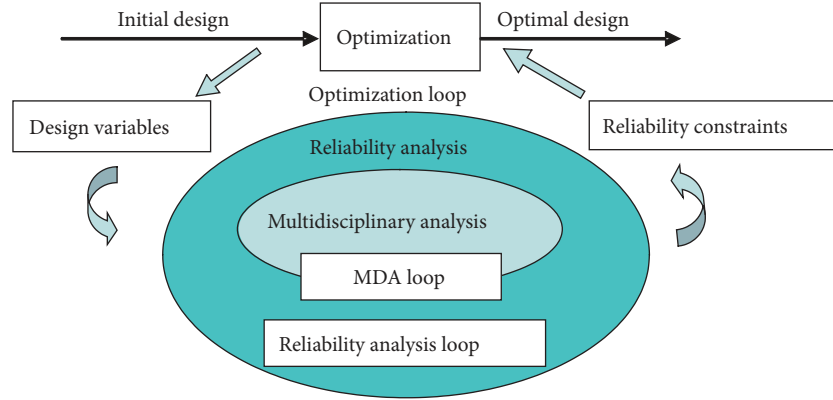 Initial design
Optimization
Optimal design
Optimization loop
Design variables
Reliability constraints
Reliability analysis
Multidisciplinary analysis
MDA loop
Reliability analysis loop